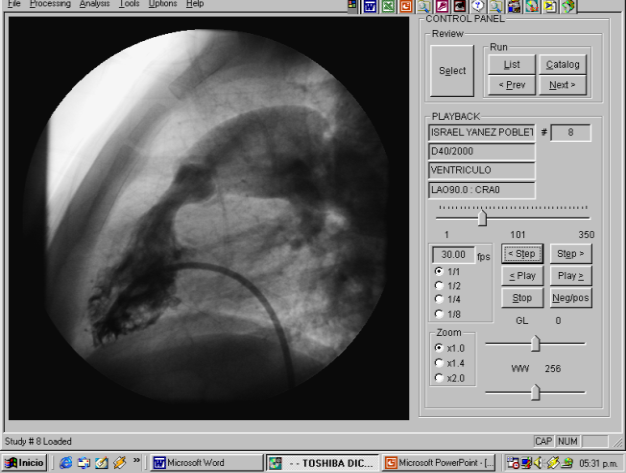 File Processing Analysis Tools Options Help
CONTROL PANEL
Review
Select
Run
List Catalog
< Prev Next >
PLAYBACK
ISRAEL YANEZ POBLET # 8
D40/2000
VENTRICULO
LAO90.0 : CRA0
1 101 350
30.00 fps
< Step Step >
1/1
< Play Play >
1/2
1/4
Stop Neg/pos
1/8
GL 0
Zoom
x1.0
x1.4
WW 256
x2.0
Study # 8 Loaded
CAP NUM
Inicio
»
Microsoft Word
- - TOSHIBA DIC...
Microsoft PowerPoint - [...
05:31 p.m.